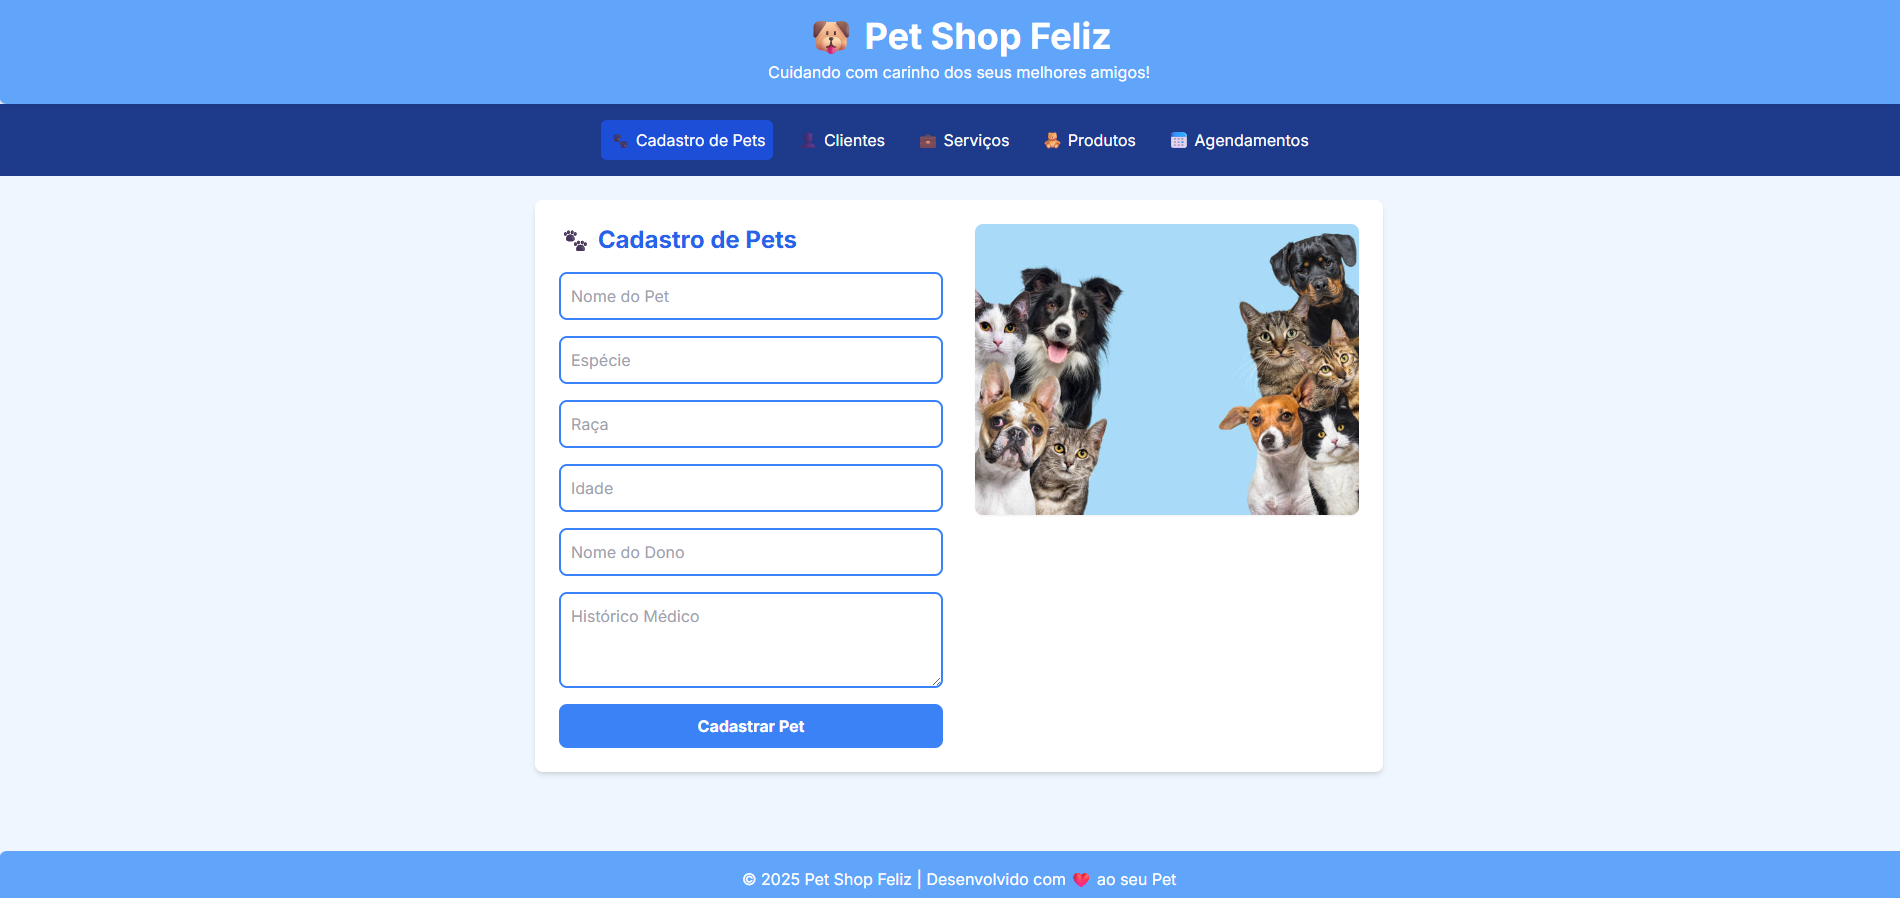 Pet Shop Feliz
Cuidando com carinho dos seus melhores amigos!
Cadastro de Pets
Clientes
Serviços
Produtos
Agendamentos
Cadastro de Pets
Nome do Pet
Espécie
Raça
Idade
Nome do Dono
Histórico Médico
Cadastrar Pet
© 2025 Pet Shop Feliz | Desenvolvido com ❤️ ao seu Pet